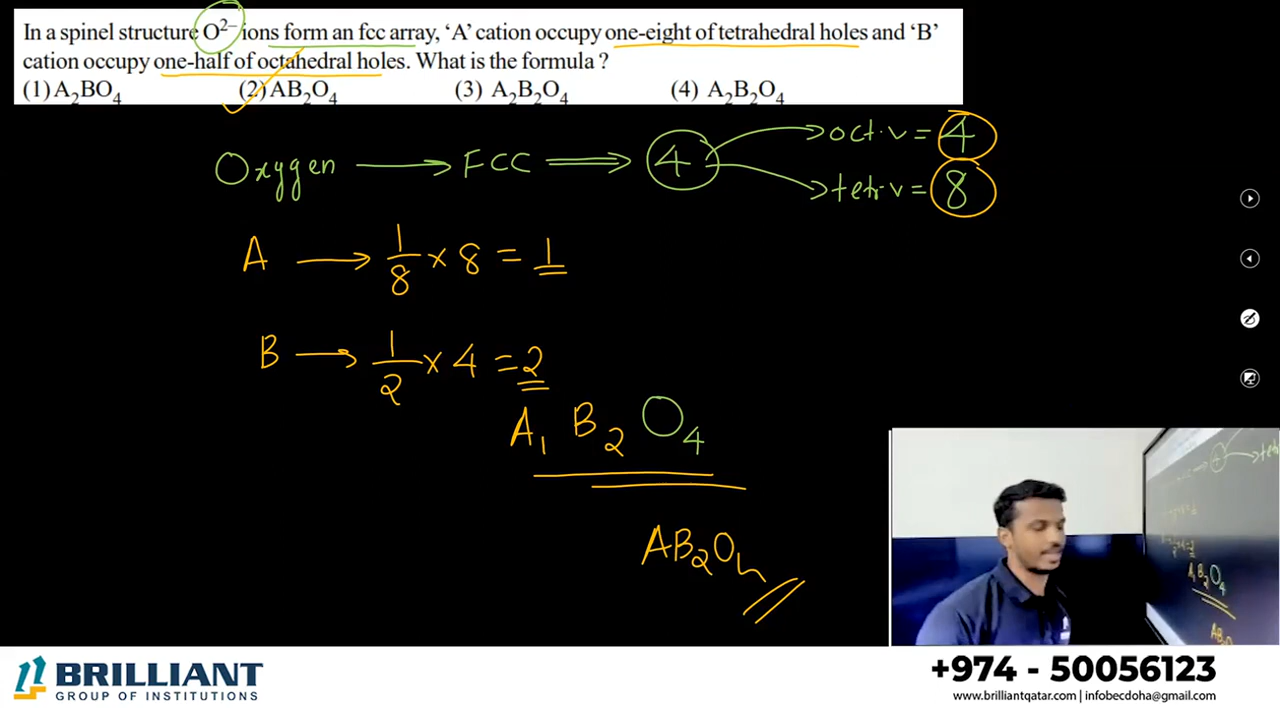 In a spinel structure O²⁻ ions form an fcc array, ‘A’ cation occupy one-eight of tetrahedral holes and ‘B’
cation occupy one-half of octahedral holes. What is the formula ?
(1) A₂BO₄ (2) AB₂O₄ (3) A₂B₂O₄ (4) A₂B₂O₄
Oxygen → FCC ⟹ 4 → oct.v = 4
→ tetr.v = 8
A → 1/8 × 8 = 1
B → 1/2 × 4 = 2
A₁ B₂ O₄
AB₂O₄
BRILLIANT
GROUP OF INSTITUTIONS
+974 - 50056123
www.brilliantqatar.com | infobecdoha@gmail.com